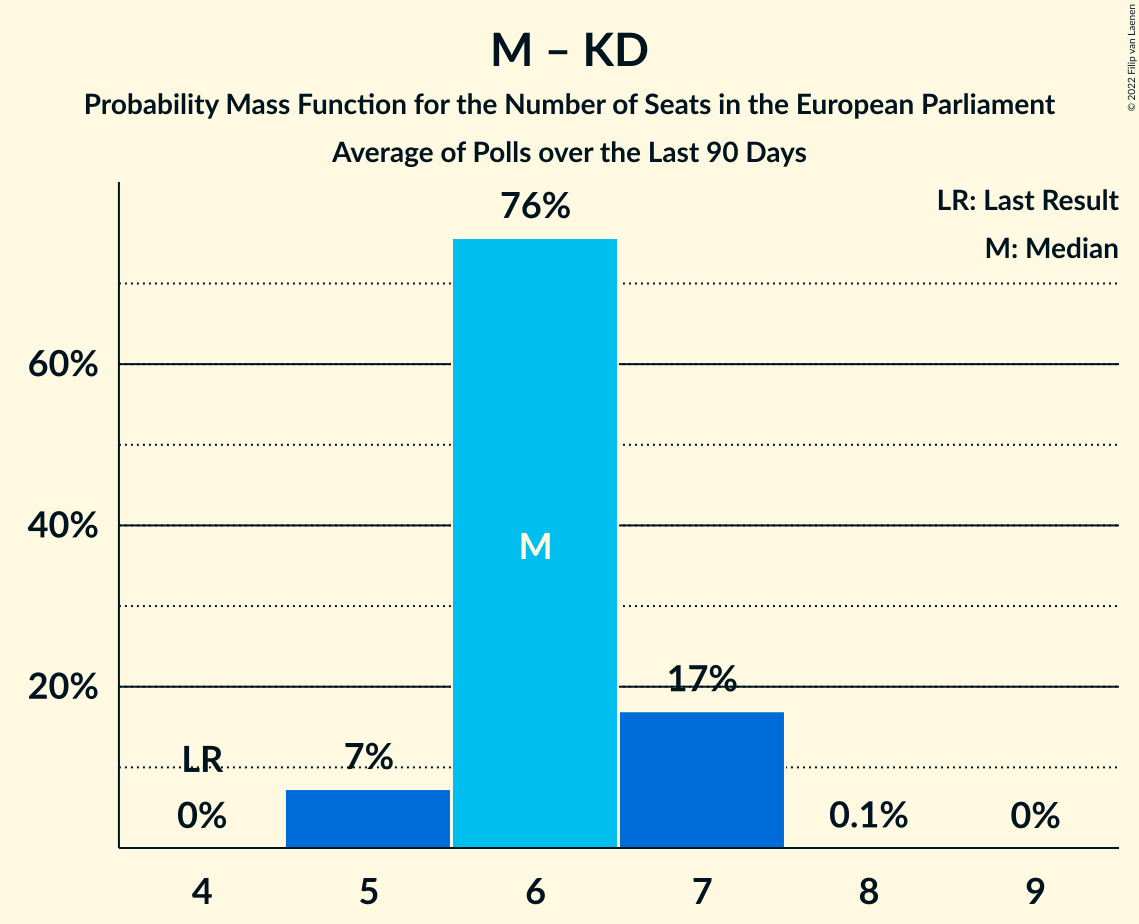 M – KD
Probability Mass Function for the Number of Seats in the European Parliament
Average of Polls over the Last 90 Days
© 2022 Filip van Laenen
LR: Last Result
M: Median
76%
60%
40%
M
20%
17%
LR
7%
0%
0.1%
0%
4 5 6 7 8 9